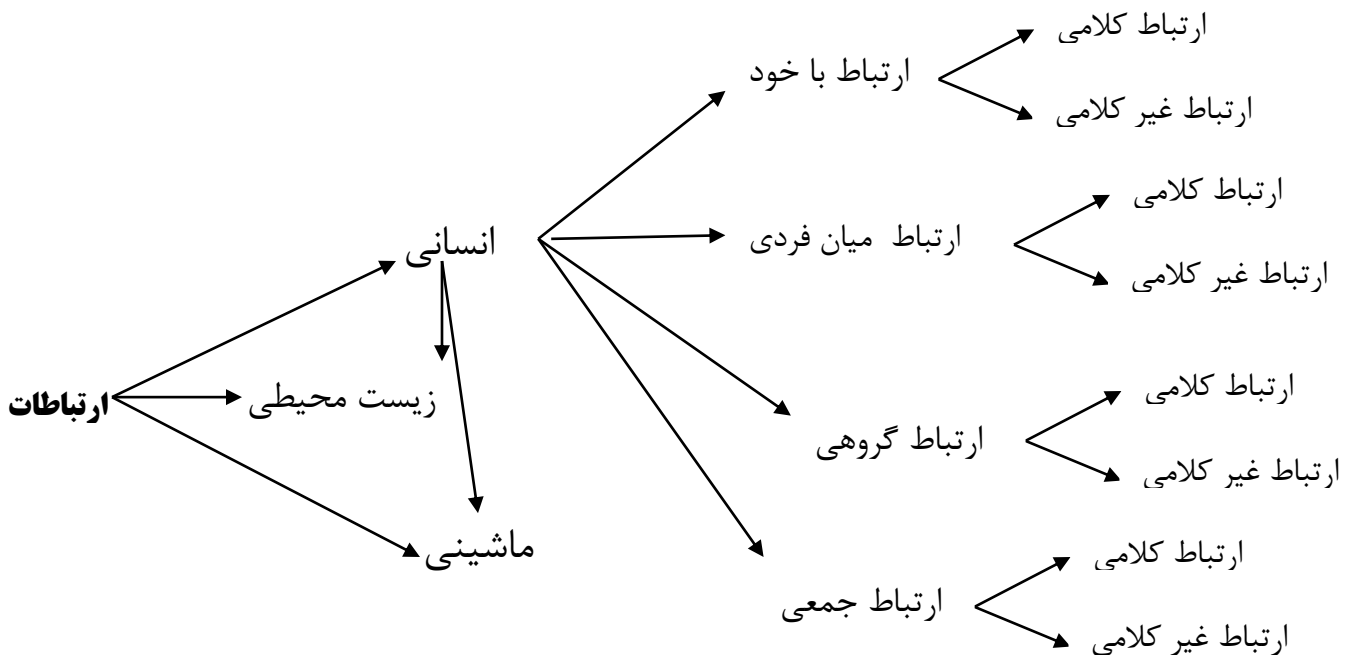 ارتباط کلامی
ارتباط با خود
ارتباط غیر کلامی
ارتباط کلامی
ارتباط میان فردی
ارتباط غیر کلامی
انسانی
ارتباطات
زیست محیطی
ماشینی
ارتباط کلامی
ارتباط گروهی
ارتباط غیر کلامی
ارتباط کلامی
ارتباط جمعی
ارتباط غیر کلامی